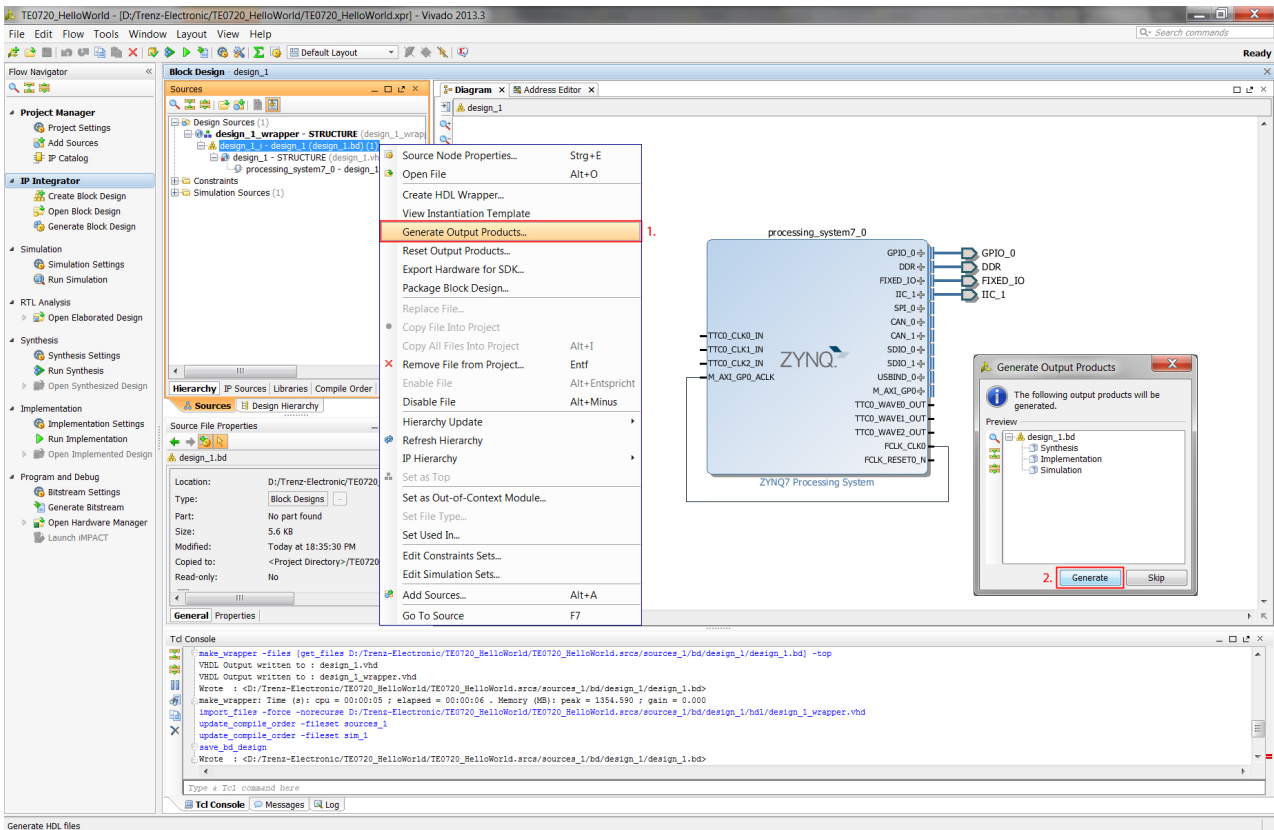 TE0720_HelloWorld - [D:/Trenz-Electronic/TE0720_HelloWorld/TE0720_HelloWorld.xpr] - Vivado 2013.3
File Edit Flow Tools Window Layout View Help
Search commands
Default Layout
Ready
Flow Navigator
Project Manager
Project Settings
Add Sources
IP Catalog
IP Integrator
Create Block Design
Open Block Design
Generate Block Design
Simulation
Simulation Settings
Run Simulation
RTL Analysis
Open Elaborated Design
Synthesis
Synthesis Settings
Run Synthesis
Open Synthesized Design
Implementation
Implementation Settings
Run Implementation
Open Implemented Design
Program and Debug
Bitstream Settings
Generate Bitstream
Open Hardware Manager
Launch iMPACT
Block Design - design_1
Sources
Design Sources (1)
design_1_wrapper - STRUCTURE (design_1_wrap
design_1_i - design_1 (design_1.bd) (1)
design_1 - STRUCTURE (design_1.vh
processing_system7_0 - design_1
Constraints
Simulation Sources (1)
Hierarchy IP Sources Libraries Compile Order
Sources Design Hierarchy
Source File Properties
design_1.bd
Location: D:/Trenz-Electronic/TE0720_
Type: Block Designs
Part: No part found
Size: 5.6 KB
Modified: Today at 18:35:30 PM
Copied to: <Project Directory>/TE0720
Read-only: No
General Properties
Source Node Properties... Strg+E
Open File Alt+O
Create HDL Wrapper...
View Instantiation Template
Generate Output Products...
1.
Reset Output Products...
Export Hardware for SDK...
Package Block Design...
Replace File...
Copy File Into Project
Copy All Files Into Project Alt+I
Remove File from Project... Entf
Enable File Alt+Entspricht
Disable File Alt+Minus
Hierarchy Update
Refresh Hierarchy
IP Hierarchy
Set as Top
Set as Out-of-Context Module...
Set File Type...
Set Used In...
Edit Constraints Sets...
Edit Simulation Sets...
Add Sources... Alt+A
Go To Source F7
Diagram Address Editor
design_1
processing_system7_0
GPIO_0
DDR
FIXED_IO
IIC_1
SPI_0
CAN_0
CAN_1
SDIO_0
SDIO_1
USBIND_0
M_AXI_GP0
TTC0_WAVE0_OUT
TTC0_WAVE1_OUT
TTC0_WAVE2_OUT
FCLK_CLK0
FCLK_RESET0_N
TTC0_CLK0_IN
TTC0_CLK1_IN
TTC0_CLK2_IN
M_AXI_GP0_ACLK
ZYNQ
ZYNQ7 Processing System
GPIO_0
DDR
FIXED_IO
IIC_1
Generate Output Products
The following output products will be
generated.
Preview
design_1.bd
Synthesis
Implementation
Simulation
2.
Generate Skip
Tcl Console
make_wrapper -files [get_files D:/Trenz-Electronic/TE0720_HelloWorld/TE0720_HelloWorld.srcs/sources_1/bd/design_1/design_1.bd] -top
VHDL Output written to : design_1.vhd
VHDL Output written to : design_1_wrapper.vhd
Wrote : <D:/Trenz-Electronic/TE0720_HelloWorld/TE0720_HelloWorld.srcs/sources_1/bd/design_1/design_1.bd>
make_wrapper: Time (s): cpu = 00:00:05 ; elapsed = 00:00:06 . Memory (MB): peak = 1354.590 ; gain = 0.000
import_files -force -norecurse D:/Trenz-Electronic/TE0720_HelloWorld/TE0720_HelloWorld.srcs/sources_1/bd/design_1/hdl/design_1_wrapper.vhd
update_compile_order -fileset sources_1
update_compile_order -fileset sim_1
save_bd_design
Wrote : <D:/Trenz-Electronic/TE0720_HelloWorld/TE0720_HelloWorld.srcs/sources_1/bd/design_1/design_1.bd>
Type a Tcl command here
Tcl Console Messages Log
Generate HDL files